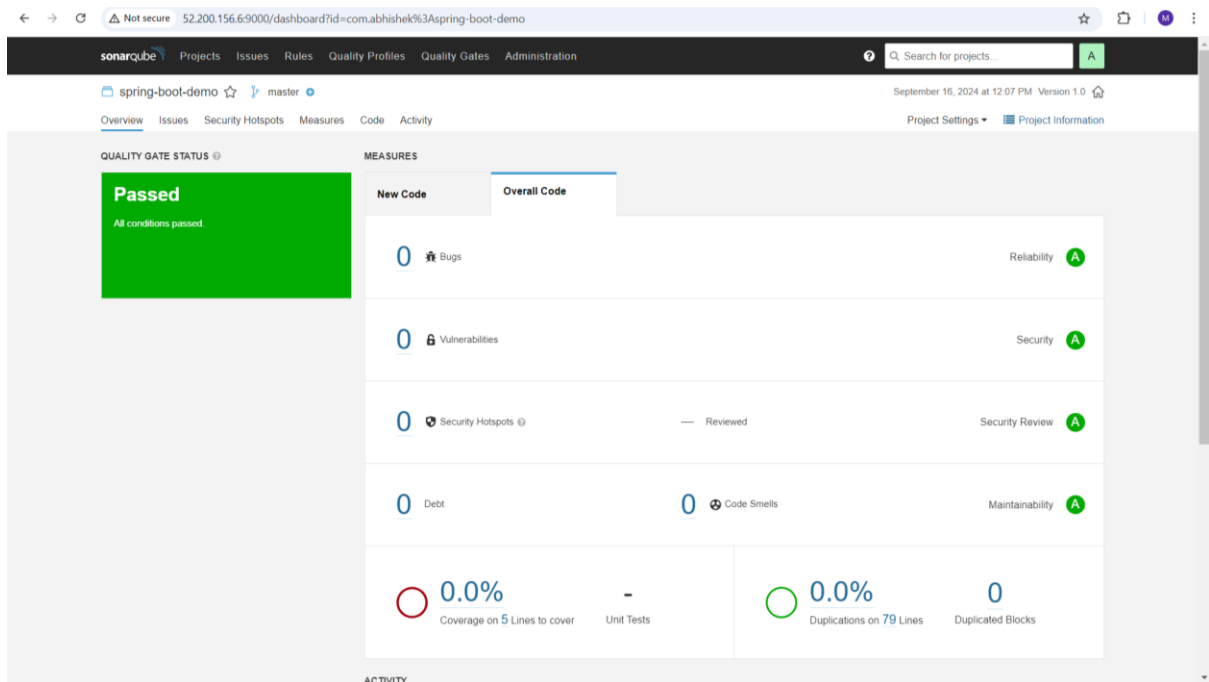 Not secure 52.200.156.6:9000/dashboard?id=com.abhishek%3Aspring-boot-demo M
sonarqube Projects Issues Rules Quality Profiles Quality Gates Administration ? Search for projects... A
spring-boot-demo master September 16, 2024 at 12:07 PM Version 1.0
Overview Issues Security Hotspots Measures Code Activity Project Settings Project Information
QUALITY GATE STATUS ?
Passed
All conditions passed.
MEASURES
New Code Overall Code
0 Bugs Reliability A
0 Vulnerabilities Security A
0 Security Hotspots ? — Reviewed Security Review A
0 Debt 0 Code Smells Maintainability A
0.0% - 0.0% 0
Coverage on 5 Lines to cover Unit Tests Duplications on 79 Lines Duplicated Blocks
ACTIVITY